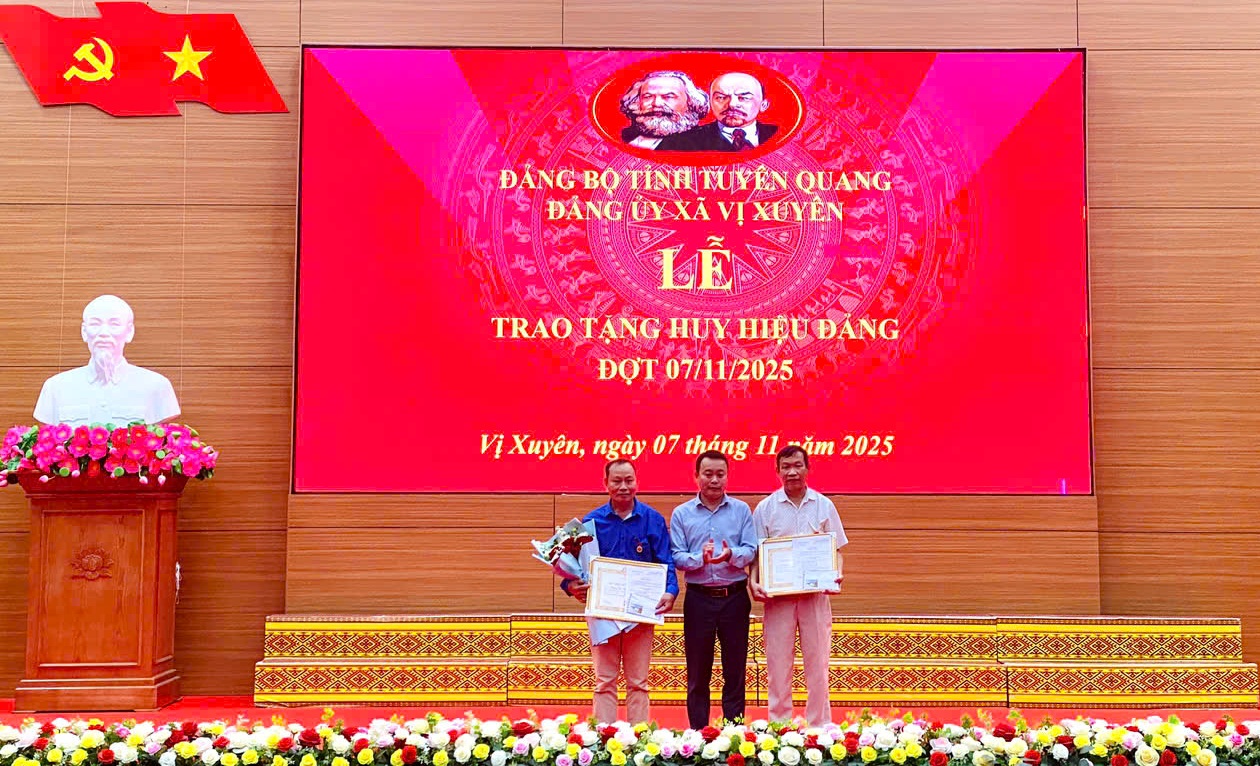 ĐẢNG BỘ TỈNH TUYÊN QUANG
ĐẢNG ỦY XÃ VỊ XUYÊN
LỄ
TRAO TẶNG HUY HIỆU ĐẢNG
ĐỢT 07/11/2025
Vị Xuyên, ngày 07 tháng 11 năm 2025